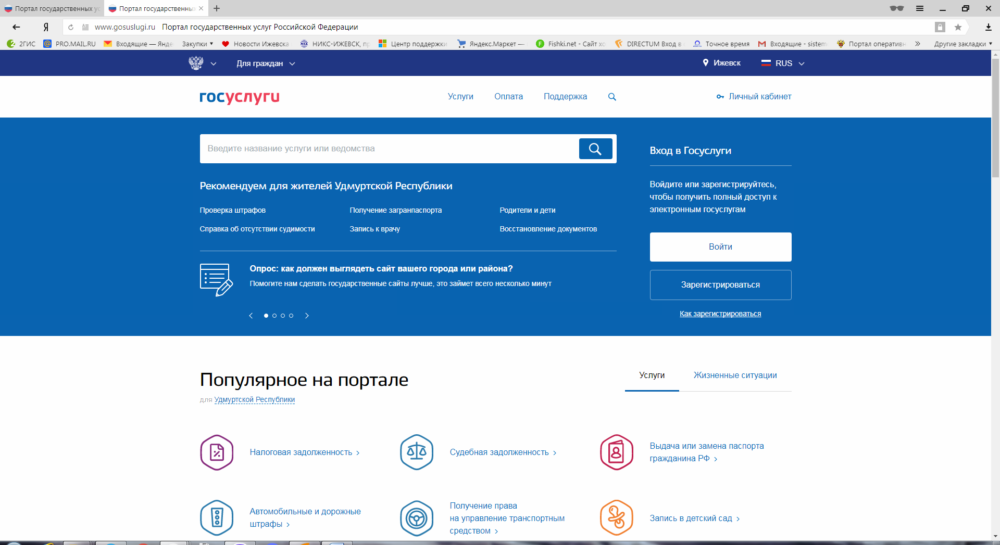 Портал государственных ус
Портал государственных
www.gosuslugi.ru Портал государственных услуг Российской Федерации
2ГИС
PRO.MAIL.RU
Входящие — Янде
Закупки
Новости Ижевска
НИКС-ИЖЕВСК, пр
Центр поддержки
Яндекс.Маркет —
Fishki.net - Сайт хо
DIRECTUM Вход в
Точное время
Входящие - sistem
Портал оперативн
Другие закладки
Для граждан
Ижевск
RUS
госуслуги
Услуги
Оплата
Поддержка
Личный кабинет
Введите название услуги или ведомства
Рекомендуем для жителей Удмуртской Республики
Проверка штрафов
Получение загранпаспорта
Родители и дети
Справка об отсутствии судимости
Запись к врачу
Восстановление документов
Опрос: как должен выглядеть сайт вашего города или района?
Помогите нам сделать государственные сайты лучше, это займет всего несколько минут
Вход в Госуслуги
Войдите или зарегистрируйтесь,
чтобы получить полный доступ к
электронным госуслугам
Войти
Зарегистрироваться
Как зарегистрироваться
Популярное на портале
для Удмуртской Республики
Услуги
Жизненные ситуации
Налоговая задолженность
Судебная задолженность
Выдача или замена паспорта
гражданина РФ
Автомобильные и дорожные
штрафы
Получение права
на управление транспортным
средством
Запись в детский сад